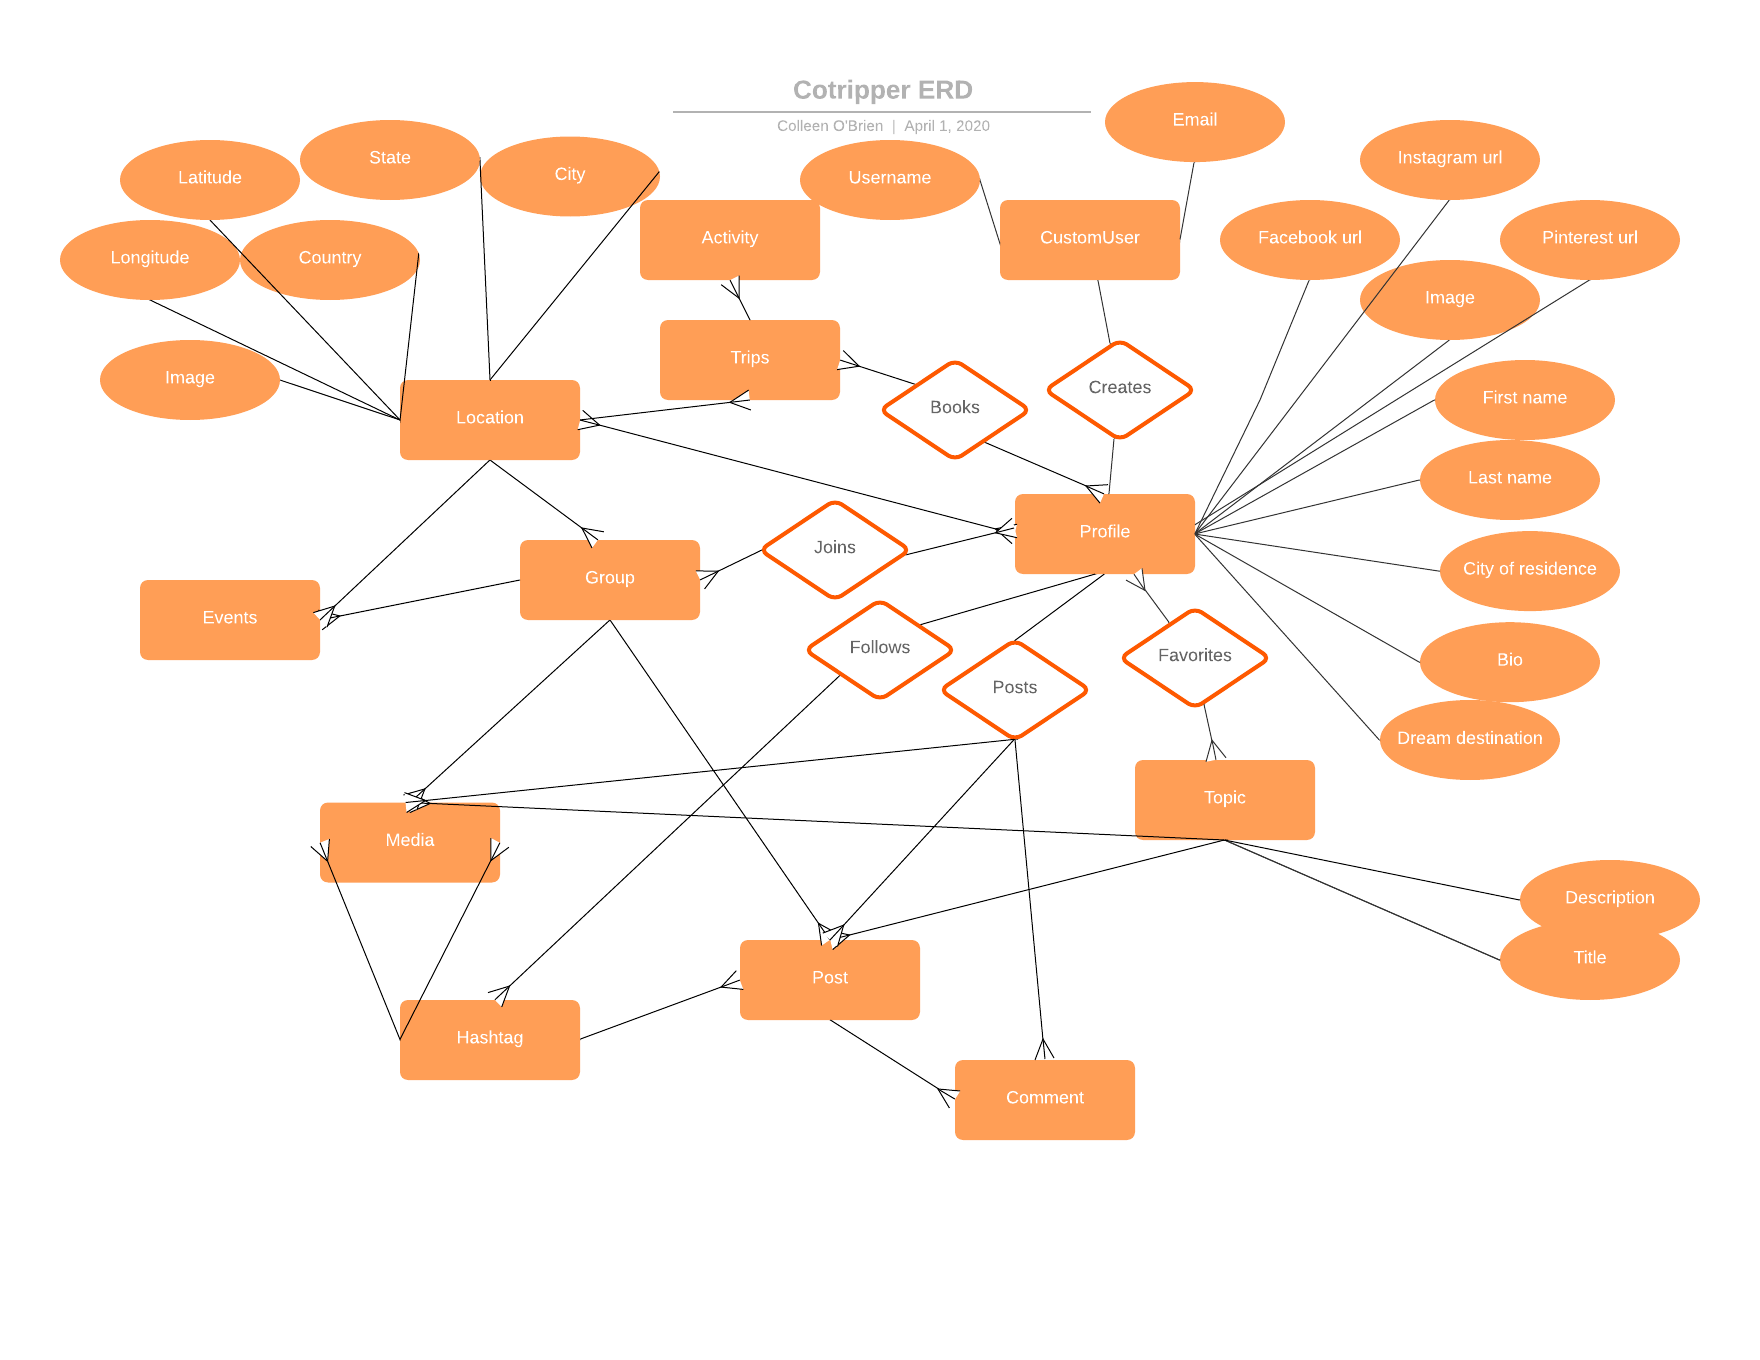 Cotripper ERD
Colleen O'Brien | April 1, 2020
Email
State
Instagram url
City
Latitude
Username
Activity
CustomUser
Facebook url
Pinterest url
Longitude
Country
Image
Trips
Image
Creates
First name
Books
Location
Last name
Profile
Joins
City of residence
Group
Events
Follows
Favorites
Bio
Posts
Dream destination
Topic
Media
Description
Title
Post
Hashtag
Comment